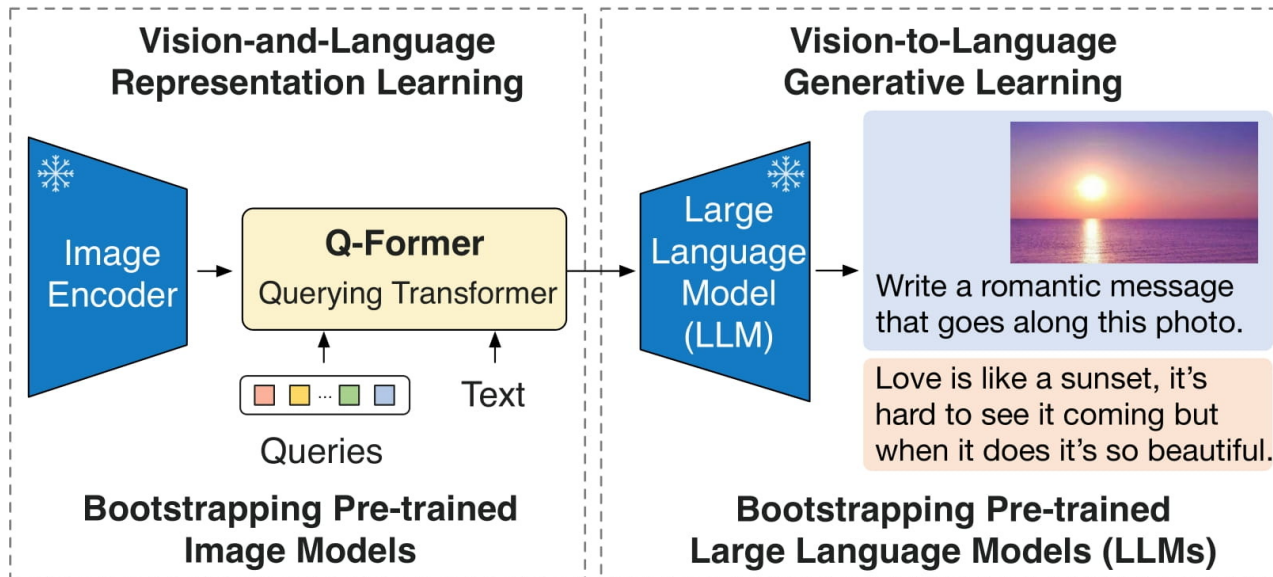 Vision-and-Language
Representation Learning
Image
Encoder
Q-Former
Querying Transformer
...
Queries
Text
Bootstrapping Pre-trained
Image Models
Vision-to-Language
Generative Learning
Large
Language
Model
(LLM)
Write a romantic message
that goes along this photo.
Love is like a sunset, it's
hard to see it coming but
when it does it's so beautiful.
Bootstrapping Pre-trained
Large Language Models (LLMs)